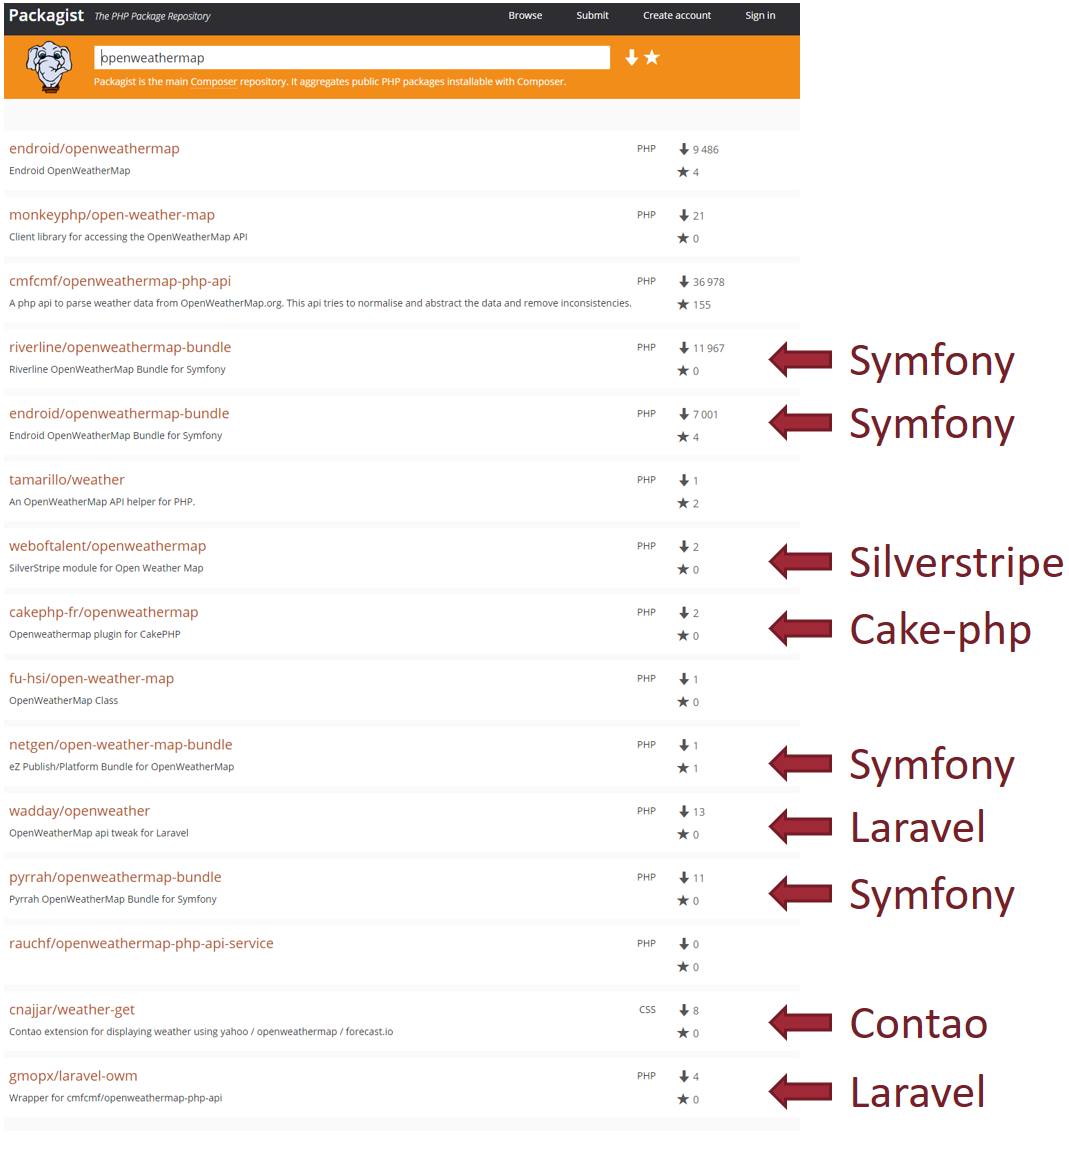 Packagist The PHP Package Repository Browse Submit Create account Sign in
openweathermap
Packagist is the main Composer repository. It aggregates public PHP packages installable with Composer.
endroid/openweathermap PHP 9 486
Endroid OpenWeatherMap 4
monkeyphp/open-weather-map PHP 21
Client library for accessing the OpenWeatherMap API 0
cmfcmf/openweathermap-php-api PHP 36 978
A php api to parse weather data from OpenWeatherMap.org. This api tries to normalise and abstract the data and remove inconsistencies. 155
riverline/openweathermap-bundle PHP 11 967
Symfony
Riverline OpenWeatherMap Bundle for Symfony 0
endroid/openweathermap-bundle PHP 7 001
Symfony
Endroid OpenWeatherMap Bundle for Symfony 4
tamarillo/weather PHP 1
An OpenWeatherMap API helper for PHP. 2
weboftalent/openweathermap PHP 2
Silverstripe
SilverStripe module for Open Weather Map 0
cakephp-fr/openweathermap PHP 2
Cake-php
Openweathermap plugin for CakePHP 0
fu-hsi/open-weather-map PHP 1
OpenWeatherMap Class 0
netgen/open-weather-map-bundle PHP 1
Symfony
eZ Publish/Platform Bundle for OpenWeatherMap 1
wadday/openweather PHP 13
Laravel
OpenWeatherMap api tweak for Laravel 0
pyrrah/openweathermap-bundle PHP 11
Symfony
Pyrrah OpenWeatherMap Bundle for Symfony 0
rauchf/openweathermap-php-api-service PHP 0
0
cnajjar/weather-get CSS 8
Contao
Contao extension for displaying weather using yahoo / openweathermap / forecast.io 0
gmopx/laravel-owm PHP 4
Laravel
Wrapper for cmfcmf/openweathermap-php-api 0